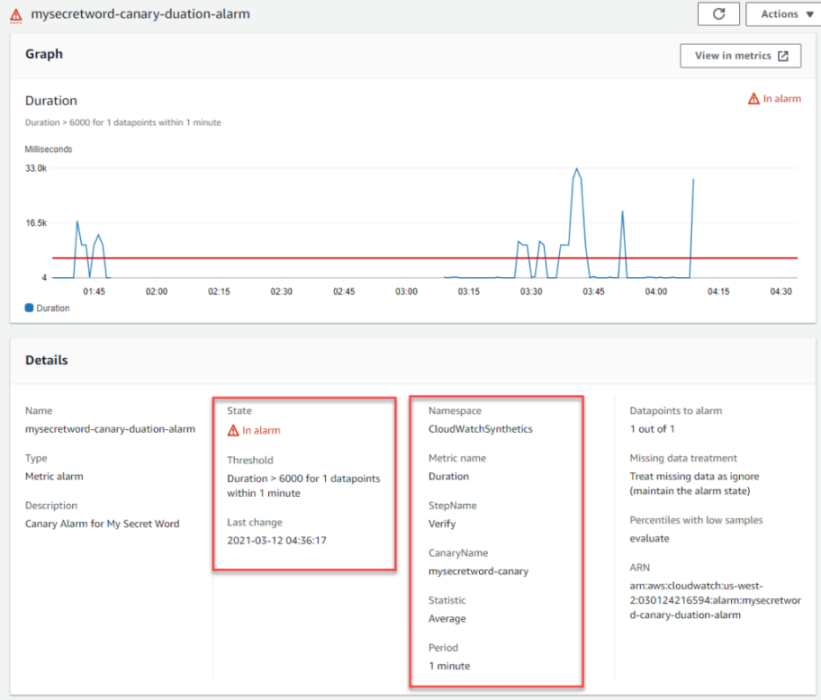 mysecretword-canary-duation-alarm
Actions
Graph
View in metrics
Duration
In alarm
Duration > 6000 for 1 datapoints within 1 minute
Milliseconds
33.0k
16.5k
4
01:45 02:00 02:15 02:30 02:45 03:00 03:15 03:30 03:45 04:00 04:15 04:30
Duration
Details
Name
mysecretword-canary-duation-alarm
Type
Metric alarm
Description
Canary Alarm for My Secret Word
State
In alarm
Threshold
Duration > 6000 for 1 datapoints
within 1 minute
Last change
2021-03-12 04:36:17
Namespace
CloudWatchSynthetics
Metric name
Duration
StepName
Verify
CanaryName
mysecretword-canary
Statistic
Average
Period
1 minute
Datapoints to alarm
1 out of 1
Missing data treatment
Treat missing data as ignore
(maintain the alarm state)
Percentiles with low samples
evaluate
ARN
arn:aws:cloudwatch:us-west-
2:030124216594:alarm:mysecretwor
d-canary-duation-alarm